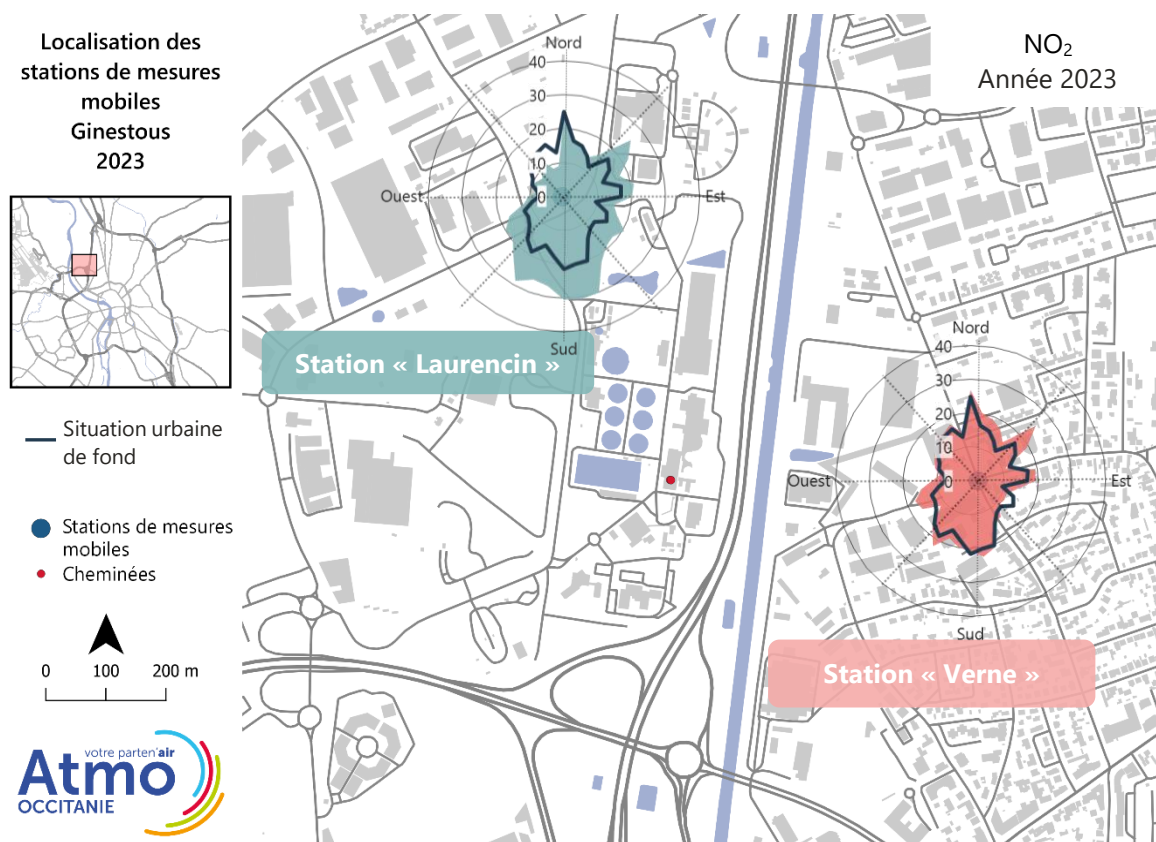 Localisation des
stations de mesures
mobiles
Ginestous
2023
Situation urbaine
de fond
Stations de mesures
mobiles
Cheminées
0 100 200 m
votre parten'air
Atmo
OCCITANIE
NO₂
Année 2023
Nord
40
30
20
10
0
Ouest
Est
Sud
Station « Laurencin »
Nord
40
30
20
10
0
Ouest
Est
Sud
Station « Verne »